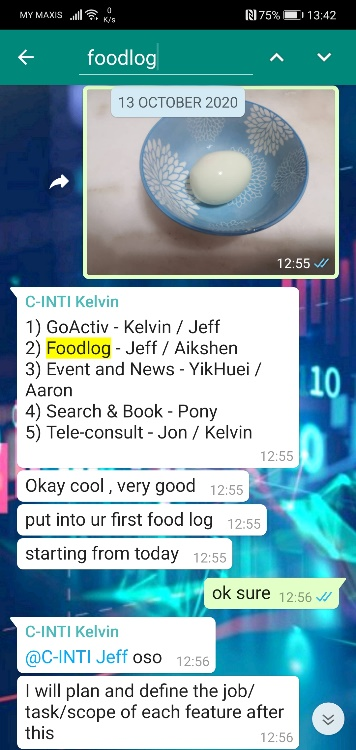 MY MAXIS 0 K/s 75% 13:42
foodlog
13 OCTOBER 2020
12:55
C-INTI Kelvin
1) GoActiv - Kelvin / Jeff
2) Foodlog - Jeff / Aikshen
3) Event and News - YikHuei /
Aaron
4) Search & Book - Pony
5) Tele-consult - Jon / Kelvin
12:55
Okay cool , very good 12:55
put into ur first food log 12:55
starting from today 12:55
ok sure 12:56
C-INTI Kelvin
@C-INTI Jeff oso 12:56
I will plan and define the job/
task/scope of each feature after
this 12:56
10
0